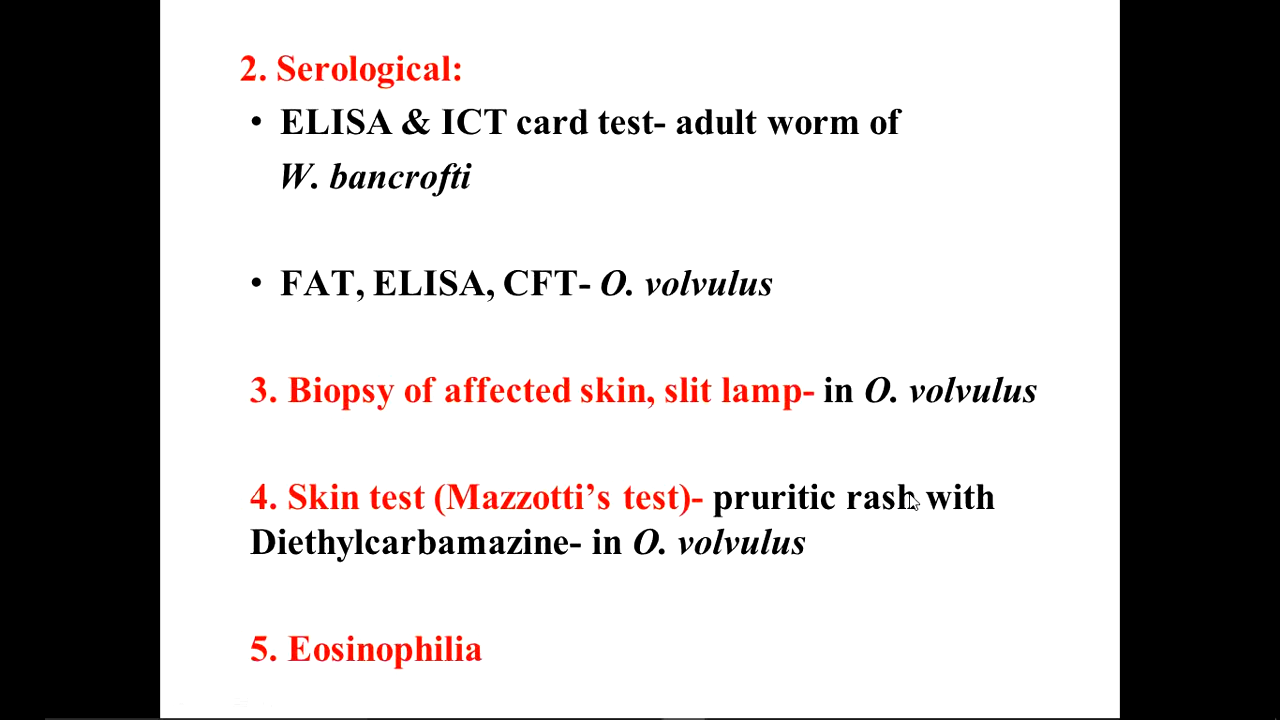 2. Serological:
• ELISA & ICT card test- adult worm of
W. bancrofti
• FAT, ELISA, CFT- O. volvulus
3. Biopsy of affected skin, slit lamp- in O. volvulus
4. Skin test (Mazzotti’s test)- pruritic rash with
Diethylcarbamazine- in O. volvulus
5. Eosinophilia